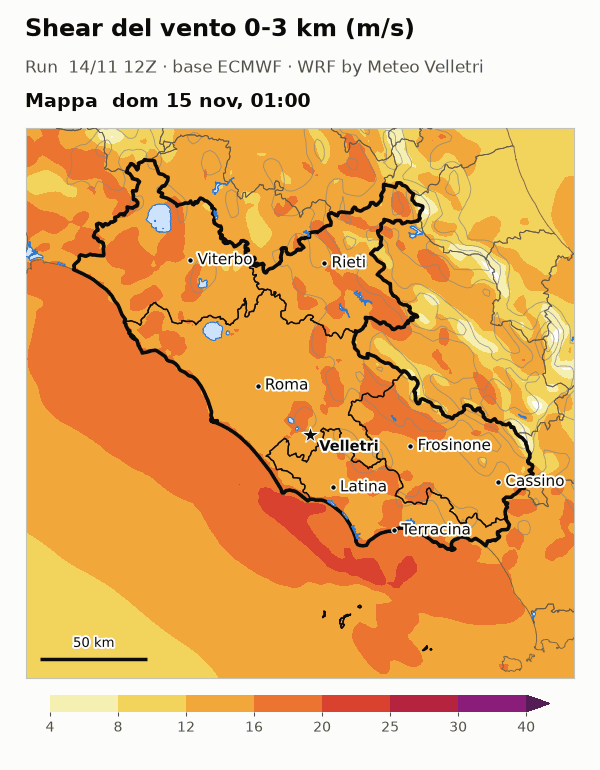 Shear del vento 0-3 km (m/s)
Run  14/11 12Z · base ECMWF · WRF by Meteo Velletri
Mappa  dom 15 nov, 01:00
Viterbo
Rieti
Roma
Velletri
Frosinone
Cassino
Latina
Terracina
50 km
4 8 12 16 20 25 30 40